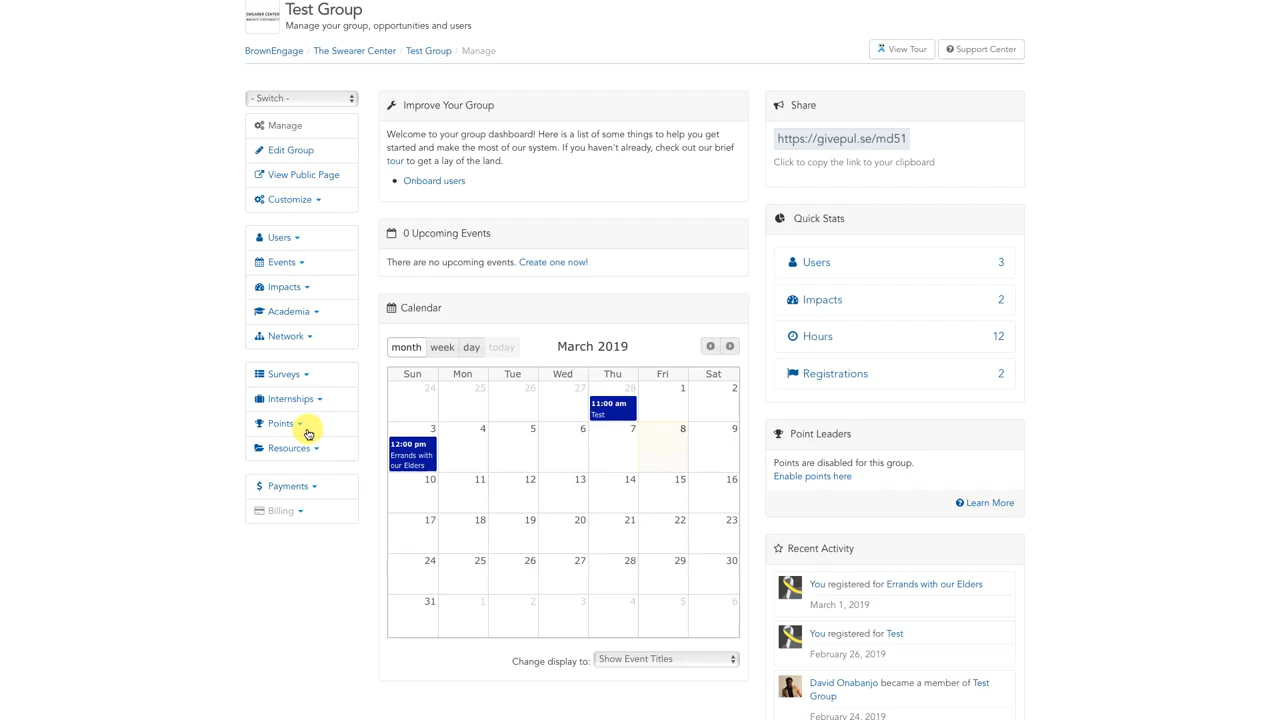 SWEARER CENTER
BROWN UNIVERSITY
Test Group
Manage your group, opportunities and users
BrownEngage / The Swearer Center / Test Group / Manage
View Tour
Support Center
- Switch -
Manage
Edit Group
View Public Page
Customize
Users
Events
Impacts
Academia
Network
Surveys
Internships
Points
Resources
Payments
Billing
Improve Your Group
Welcome to your group dashboard! Here is a list of some things to help you get
started and make the most of our system. If you haven't already, check out our brief
tour to get a lay of the land.
• Onboard users
0 Upcoming Events
There are no upcoming events. Create one now!
Calendar
month week day today
March 2019
Sun Mon Tue Wed Thu Fri Sat
24 25 26 27 28 1 2
11:00 am
Test
3 4 5 6 7 8 9
12:00 pm
Errands with
our Elders
10 11 12 13 14 15 16
17 18 19 20 21 22 23
24 25 26 27 28 29 30
31 1 2 3 4 5 6
Change display to: Show Event Titles
Share
https://givepul.se/md51
Click to copy the link to your clipboard
Quick Stats
Users 3
Impacts 2
Hours 12
Registrations 2
Point Leaders
Points are disabled for this group.
Enable points here
Learn More
Recent Activity
You registered for Errands with our Elders
March 1, 2019
You registered for Test
February 26, 2019
David Onabanjo became a member of Test
Group
February 24, 2019